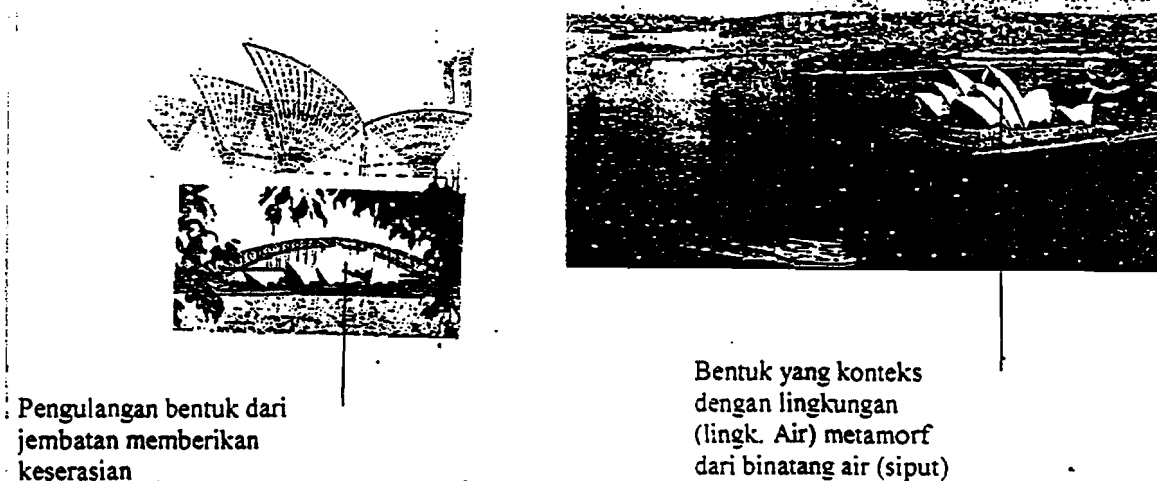 Pengulangan bentuk dari
jembatan memberikan
keserasian
Bentuk yang konteks
dengan lingkungan
(lingk. Air) metamorf
dari binatang air (siput)